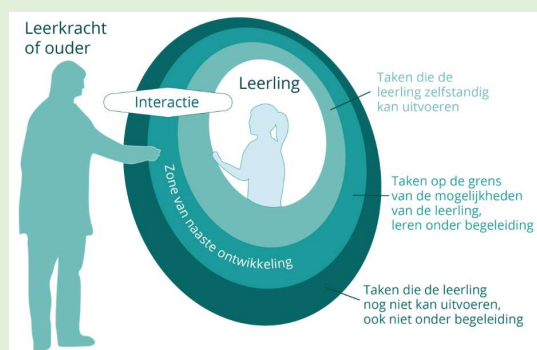 Leerkracht
of ouder
Interactie
Leerling
Zone van naaste ontwikkeling
Taken die de
leerling zelfstandig
kan uitvoeren
Taken op de grens
van de mogelijkheden
van de leerling,
leren onder begeleiding
Taken die de leerling
nog niet kan uitvoeren,
ook niet onder begeleiding